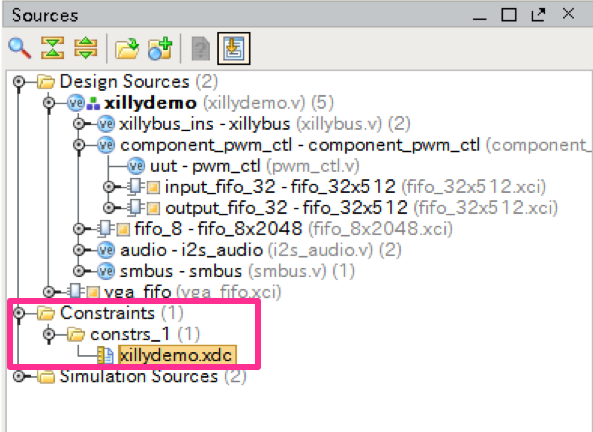 Sources
Design Sources (2)
xillydemo (xillydemo.v) (5)
xillybus_ins - xillybus (xillybus.v) (2)
component_pwm_ctl - component_pwm_ctl (component_
uut - pwm_ctl (pwm_ctl.v)
input_fifo_32 - fifo_32x512 (fifo_32x512.xci)
output_fifo_32 - fifo_32x512 (fifo_32x512.xci)
fifo_8 - fifo_8x2048 (fifo_8x2048.xci)
audio - i2s_audio (i2s_audio.v) (2)
smbus - smbus (smbus.v) (1)
vga_fifo (vga_fifo.xci)
Constraints (1)
constrs_1 (1)
xillydemo.xdc
Simulation Sources (2)